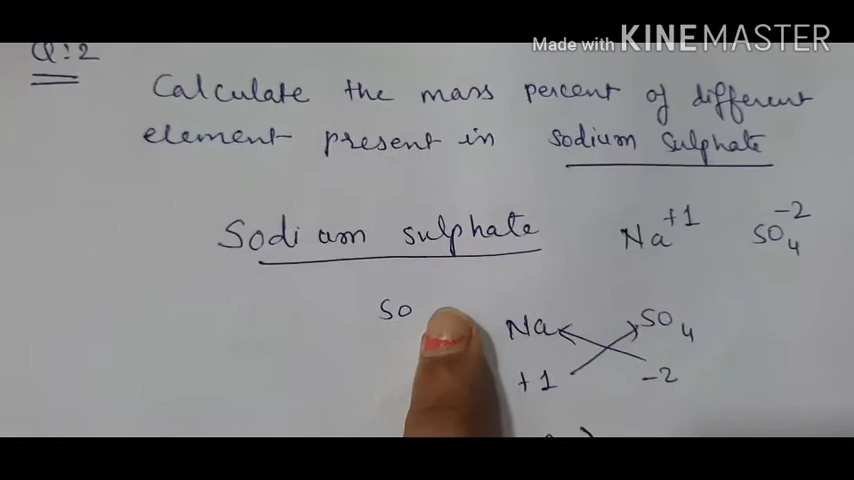 Made with KINEMASTER
Q:2
Calculate the mass percent of different
element present in sodium sulphate
Sodium sulphate Na+1 SO4-2
SO Na SO4
+1 -2